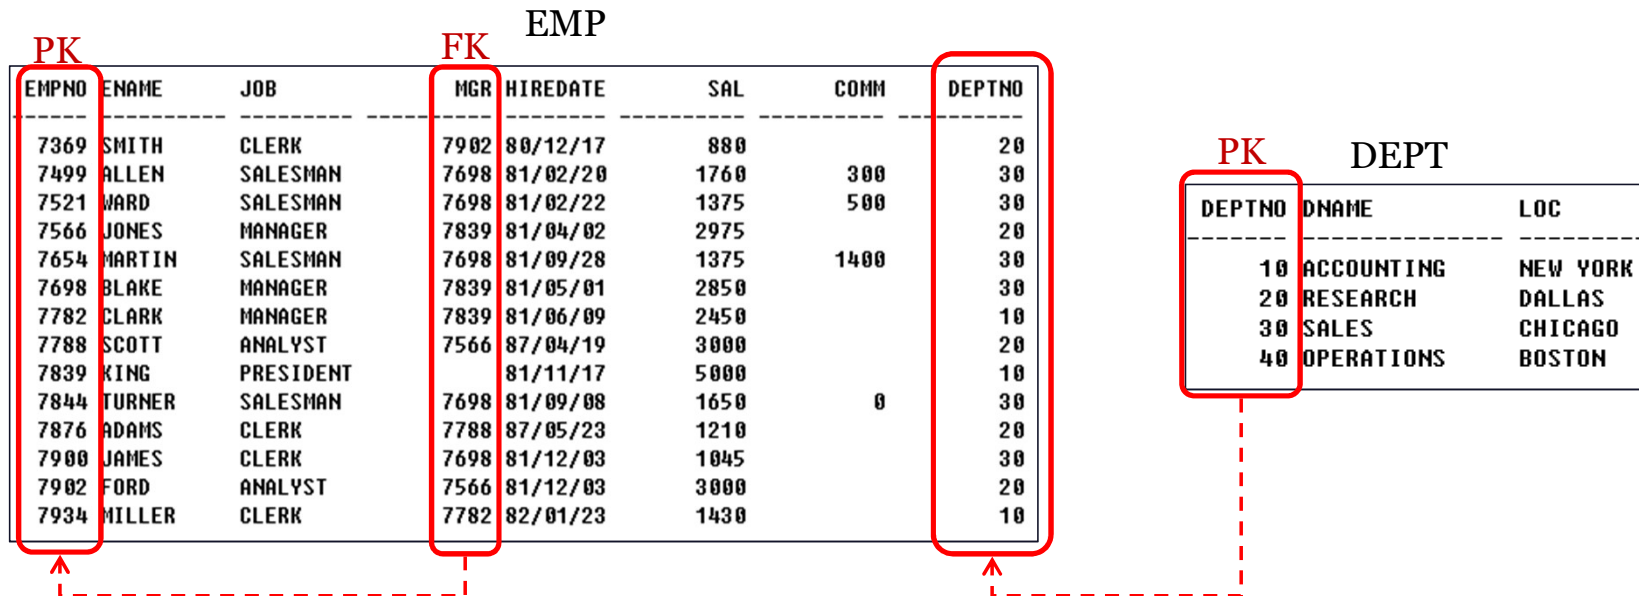 EMP
PK FK
EMPNO ENAME JOB MGR HIREDATE SAL COMM DEPTNO
7369 SMITH CLERK 7902 80/12/17 880 20
7499 ALLEN SALESMAN 7698 81/02/20 1760 300 30
7521 WARD SALESMAN 7698 81/02/22 1375 500 30
7566 JONES MANAGER 7839 81/04/02 2975 20
7654 MARTIN SALESMAN 7698 81/09/28 1375 1400 30
7698 BLAKE MANAGER 7839 81/05/01 2850 30
7782 CLARK MANAGER 7839 81/06/09 2450 10
7788 SCOTT ANALYST 7566 87/04/19 3000 20
7839 KING PRESIDENT 81/11/17 5000 10
7844 TURNER SALESMAN 7698 81/09/08 1650 0 30
7876 ADAMS CLERK 7788 87/05/23 1210 20
7900 JAMES CLERK 7698 81/12/03 1045 30
7902 FORD ANALYST 7566 81/12/03 3000 20
7934 MILLER CLERK 7782 82/01/23 1430 10
PK DEPT
DEPTNO DNAME LOC
10 ACCOUNTING NEW YORK
20 RESEARCH DALLAS
30 SALES CHICAGO
40 OPERATIONS BOSTON